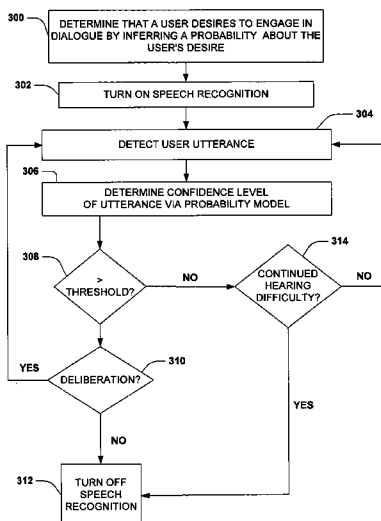 300
DETERMINE THAT A USER DESIRES TO ENGAGE IN
DIALOGUE BY INFERRING A PROBABILITY ABOUT THE
USER'S DESIRE
302
TURN ON SPEECH RECOGNITION
304
DETECT USER UTTERANCE
306
DETERMINE CONFIDENCE LEVEL
OF UTTERANCE VIA PROBABILITY MODEL
308
>
THRESHOLD?
NO
314
CONTINUED
HEARING
DIFFICULTY?
NO
YES
DELIBERATION?
310
YES
NO
312
TURN OFF
SPEECH
RECOGNITION